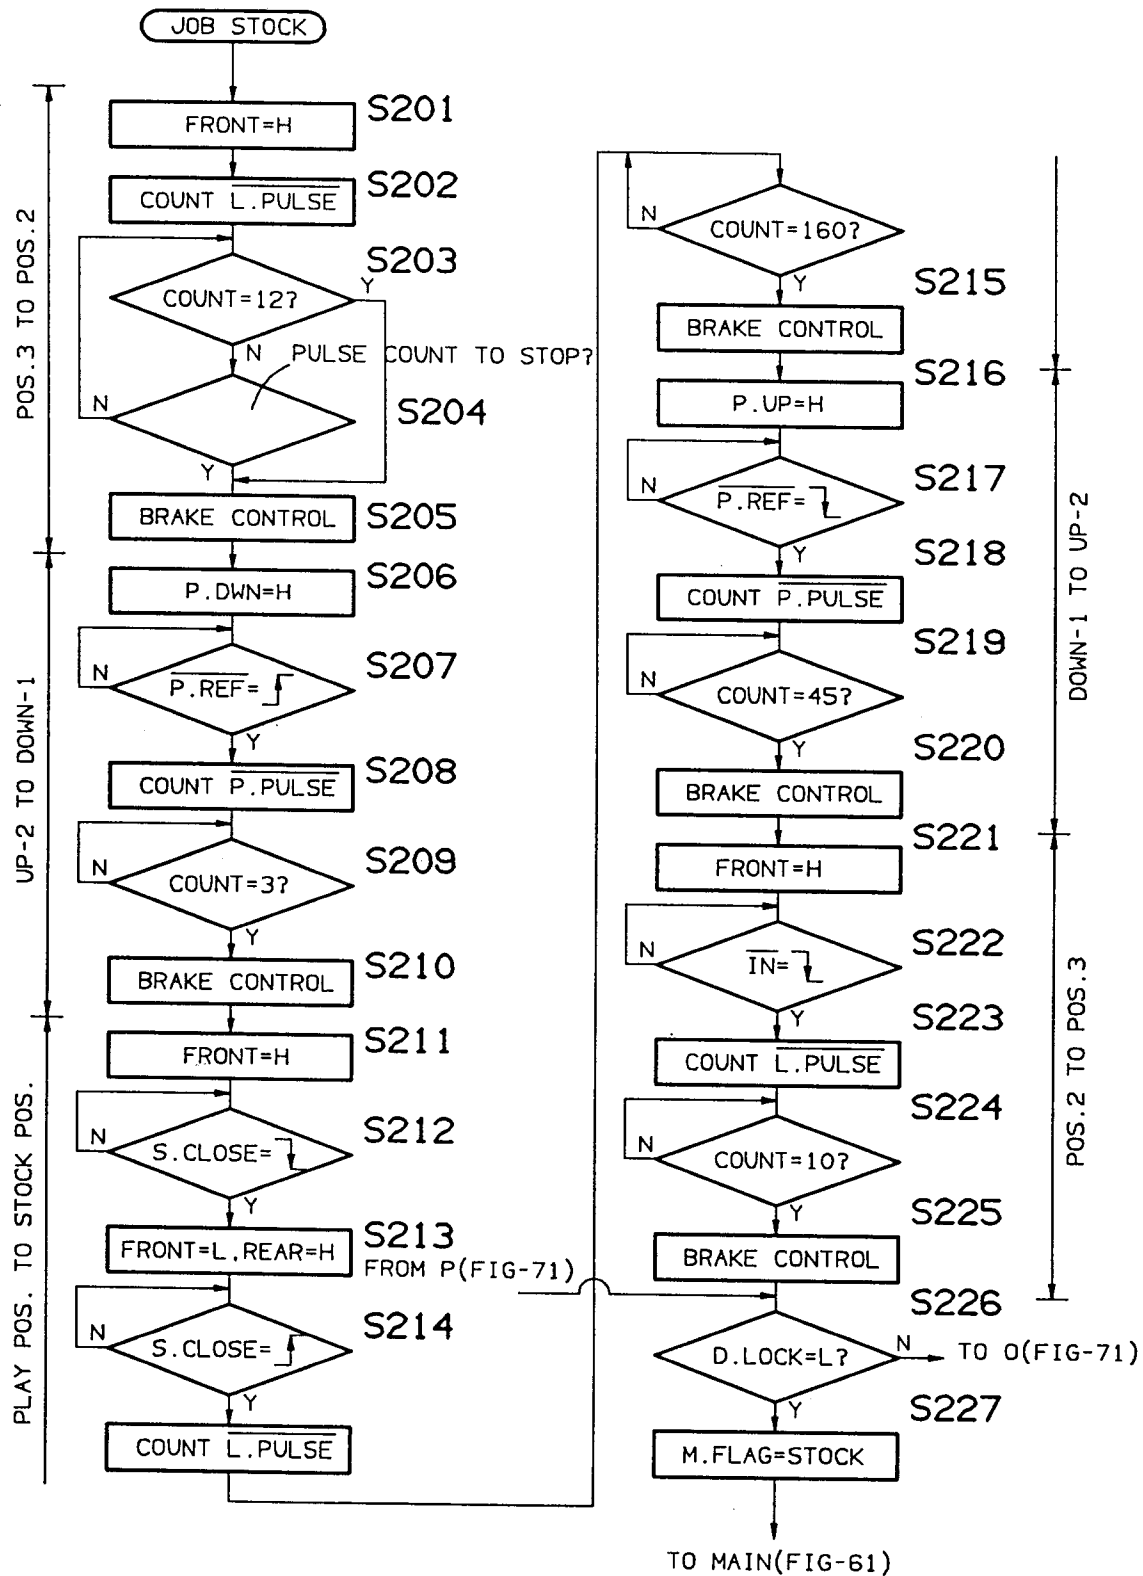 JOB STOCK
POS.3 TO POS.2
S201
FRONT=H
S202
COUNT L.PULSE
S203
COUNT=12?
Y
N
PULSE COUNT TO STOP?
S204
N
Y
S205
BRAKE CONTROL
UP-2 TO DOWN-1
S206
P.DWN=H
S207
P.REF=
N
Y
S208
COUNT P.PULSE
S209
COUNT=3?
N
Y
S210
BRAKE CONTROL
PLAY POS. TO STOCK POS.
S211
FRONT=H
S212
S.CLOSE=
N
Y
S213
FRONT=L,REAR=H
FROM P(FIG-71)
S214
S.CLOSE=
N
Y
COUNT L.PULSE
COUNT=160?
N
Y
S215
BRAKE CONTROL
DOWN-1 TO UP-2
S216
P.UP=H
S217
P.REF=
N
Y
S218
COUNT P.PULSE
S219
COUNT=45?
N
Y
S220
BRAKE CONTROL
POS.2 TO POS.3
S221
FRONT=H
S222
IN=
N
Y
S223
COUNT L.PULSE
S224
COUNT=10?
N
Y
S225
BRAKE CONTROL
S226
D.LOCK=L?
N
TO O(FIG-71)
Y
S227
M.FLAG=STOCK
TO MAIN(FIG-61)